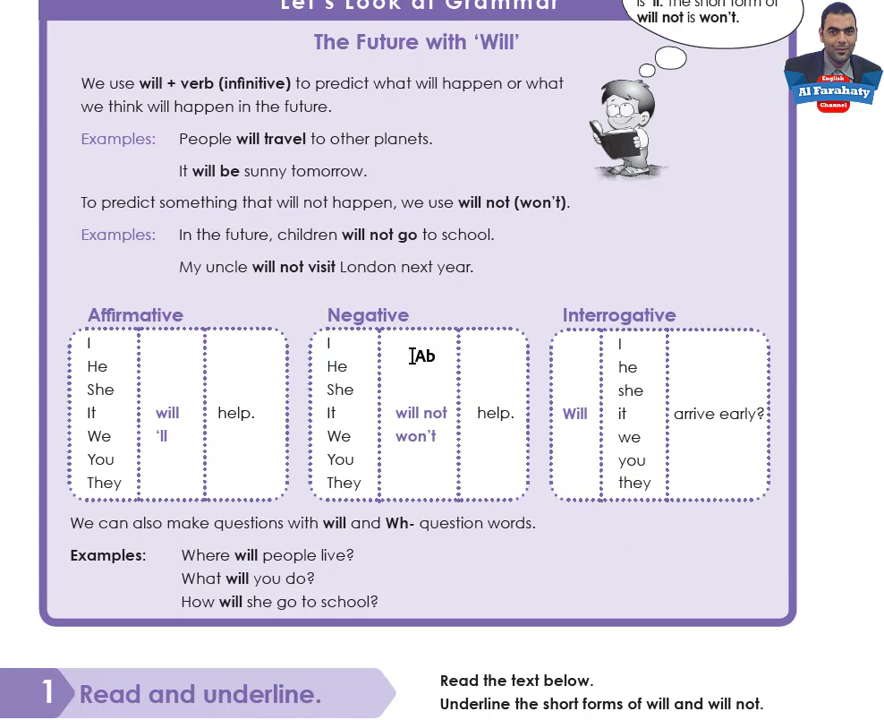 Let's Look at Grammar
is 'll. The short form of
will not is won't.
English
Al Farahaty
Channel
The Future with ‘Will’
We use will + verb (infinitive) to predict what will happen or what
we think will happen in the future.
Examples: People will travel to other planets.
It will be sunny tomorrow.
To predict something that will not happen, we use will not (won’t).
Examples: In the future, children will not go to school.
My uncle will not visit London next year.
Affirmative
I
He
She
It
We
You
They
will
‘ll
help.
Negative
I
He
She
It
We
You
They
Ab
will not
won’t
help.
Interrogative
Will
I
he
she
it
we
you
they
arrive early?
We can also make questions with will and Wh- question words.
Examples: Where will people live?
What will you do?
How will she go to school?
1 Read and underline.
Read the text below.
Underline the short forms of will and will not.